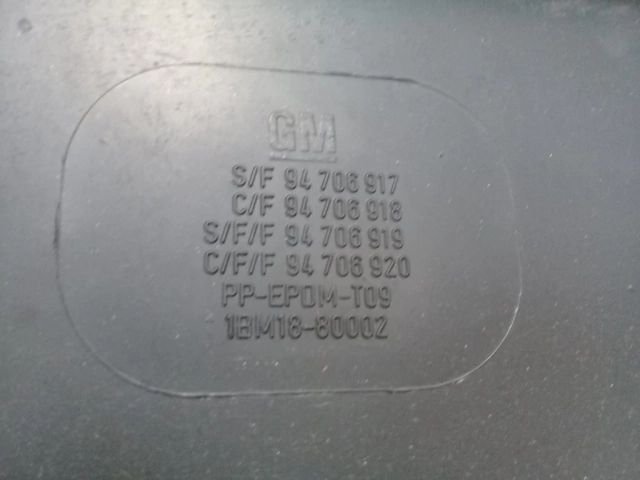 GM
S/F 94 706 917
C/F 94 706 918
S/F/F 94 706 919
C/F/F 94 706 920
PP-EPDM-T09
1BM18-80002